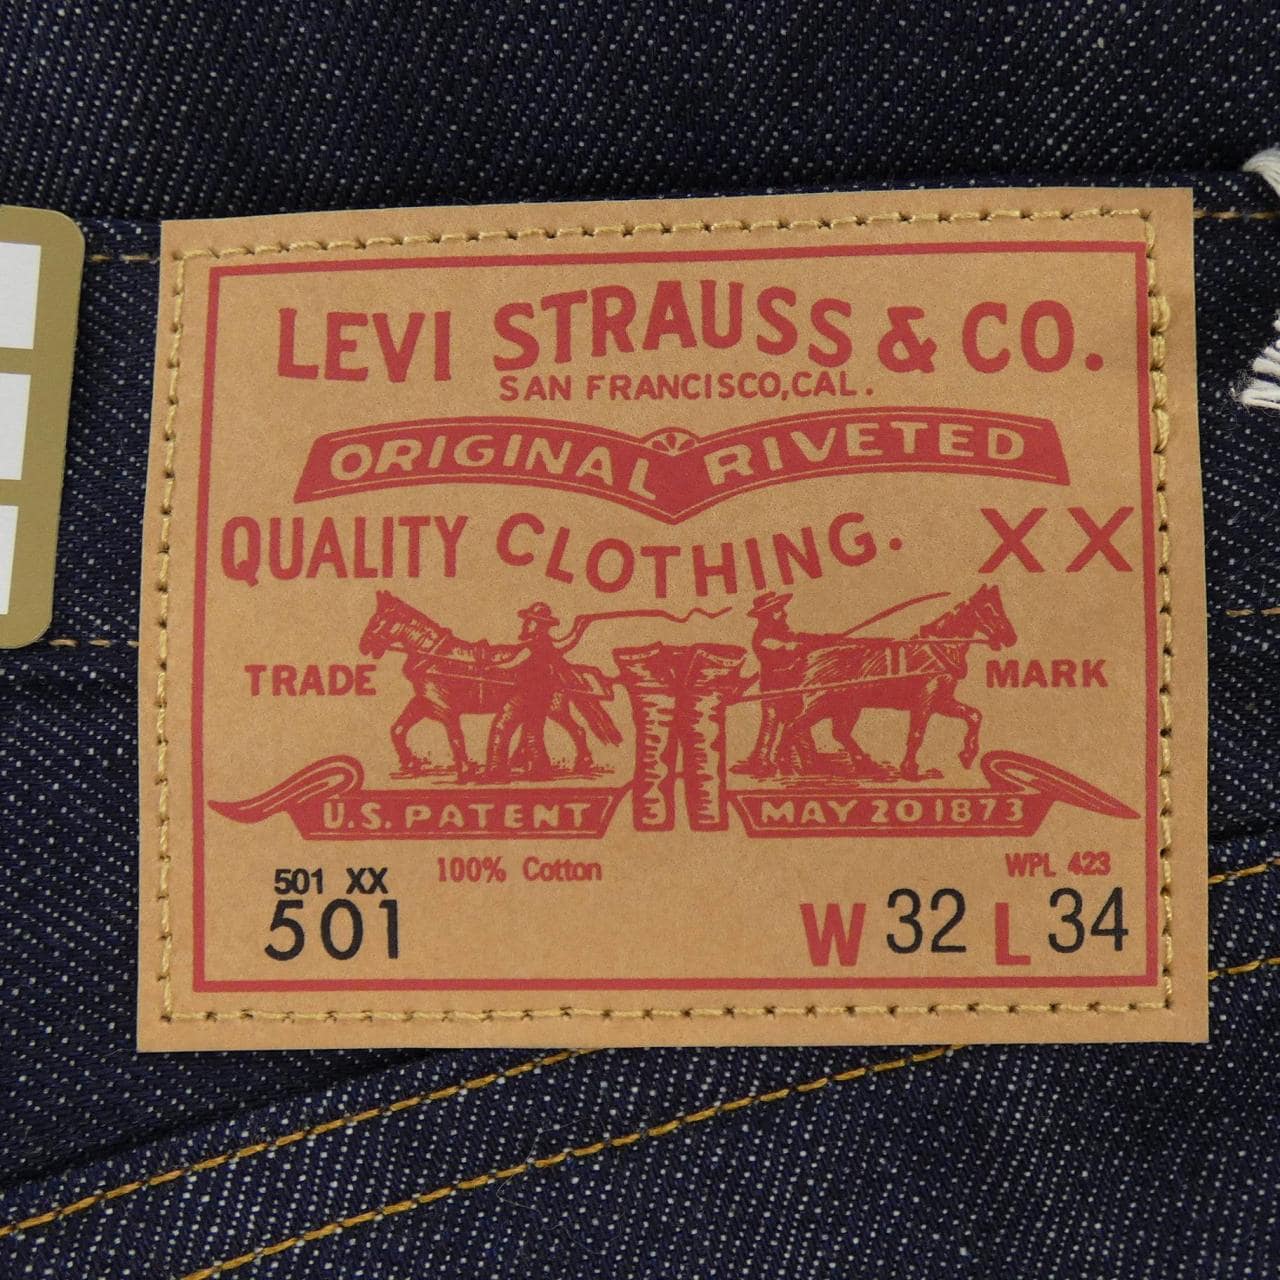 LEVI STRAUSS & CO.
SAN FRANCISCO, CAL.
ORIGINAL RIVETED
QUALITY CLOTHING. XX
TRADE MARK
U.S. PATENT MAY 20 1873
501 XX 100% Cotton WPL 423
501 W 32 L 34